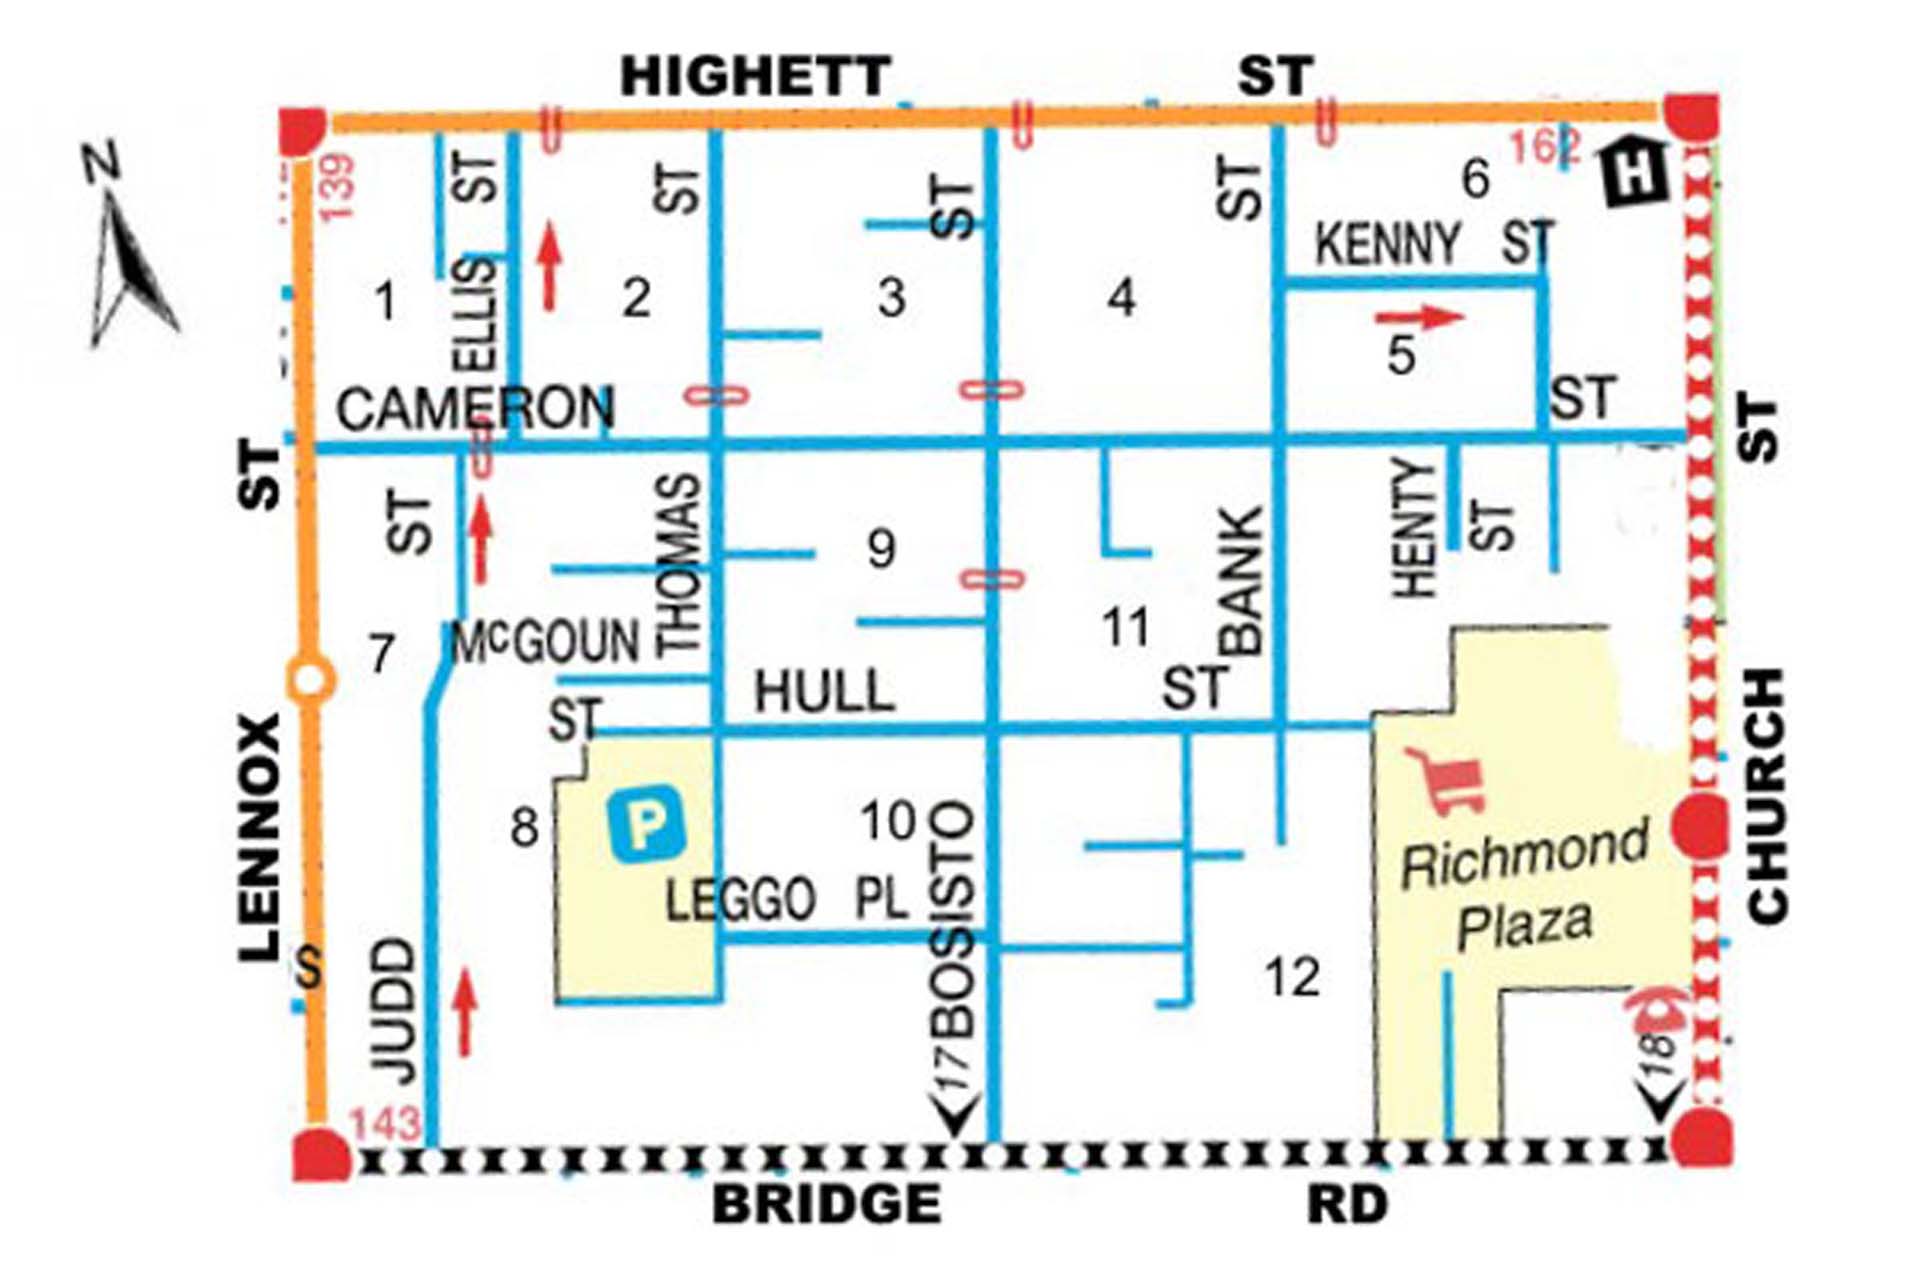 HIGHETT ST
N
139
162
H
ST
ST
ST
ST
6
KENNY ST
1
ELLIS
2
3
4
5
CAMERON
ST
ST
ST
ST
THOMAS
9
BANK
HENTY
ST
7
McGOUN
11
ST
HULL
ST
LENNOX
CHURCH
8
P
10
Richmond
Plaza
LEGGO PL
BOSISTO
S
JUDD
12
17
18
143
BRIDGE RD